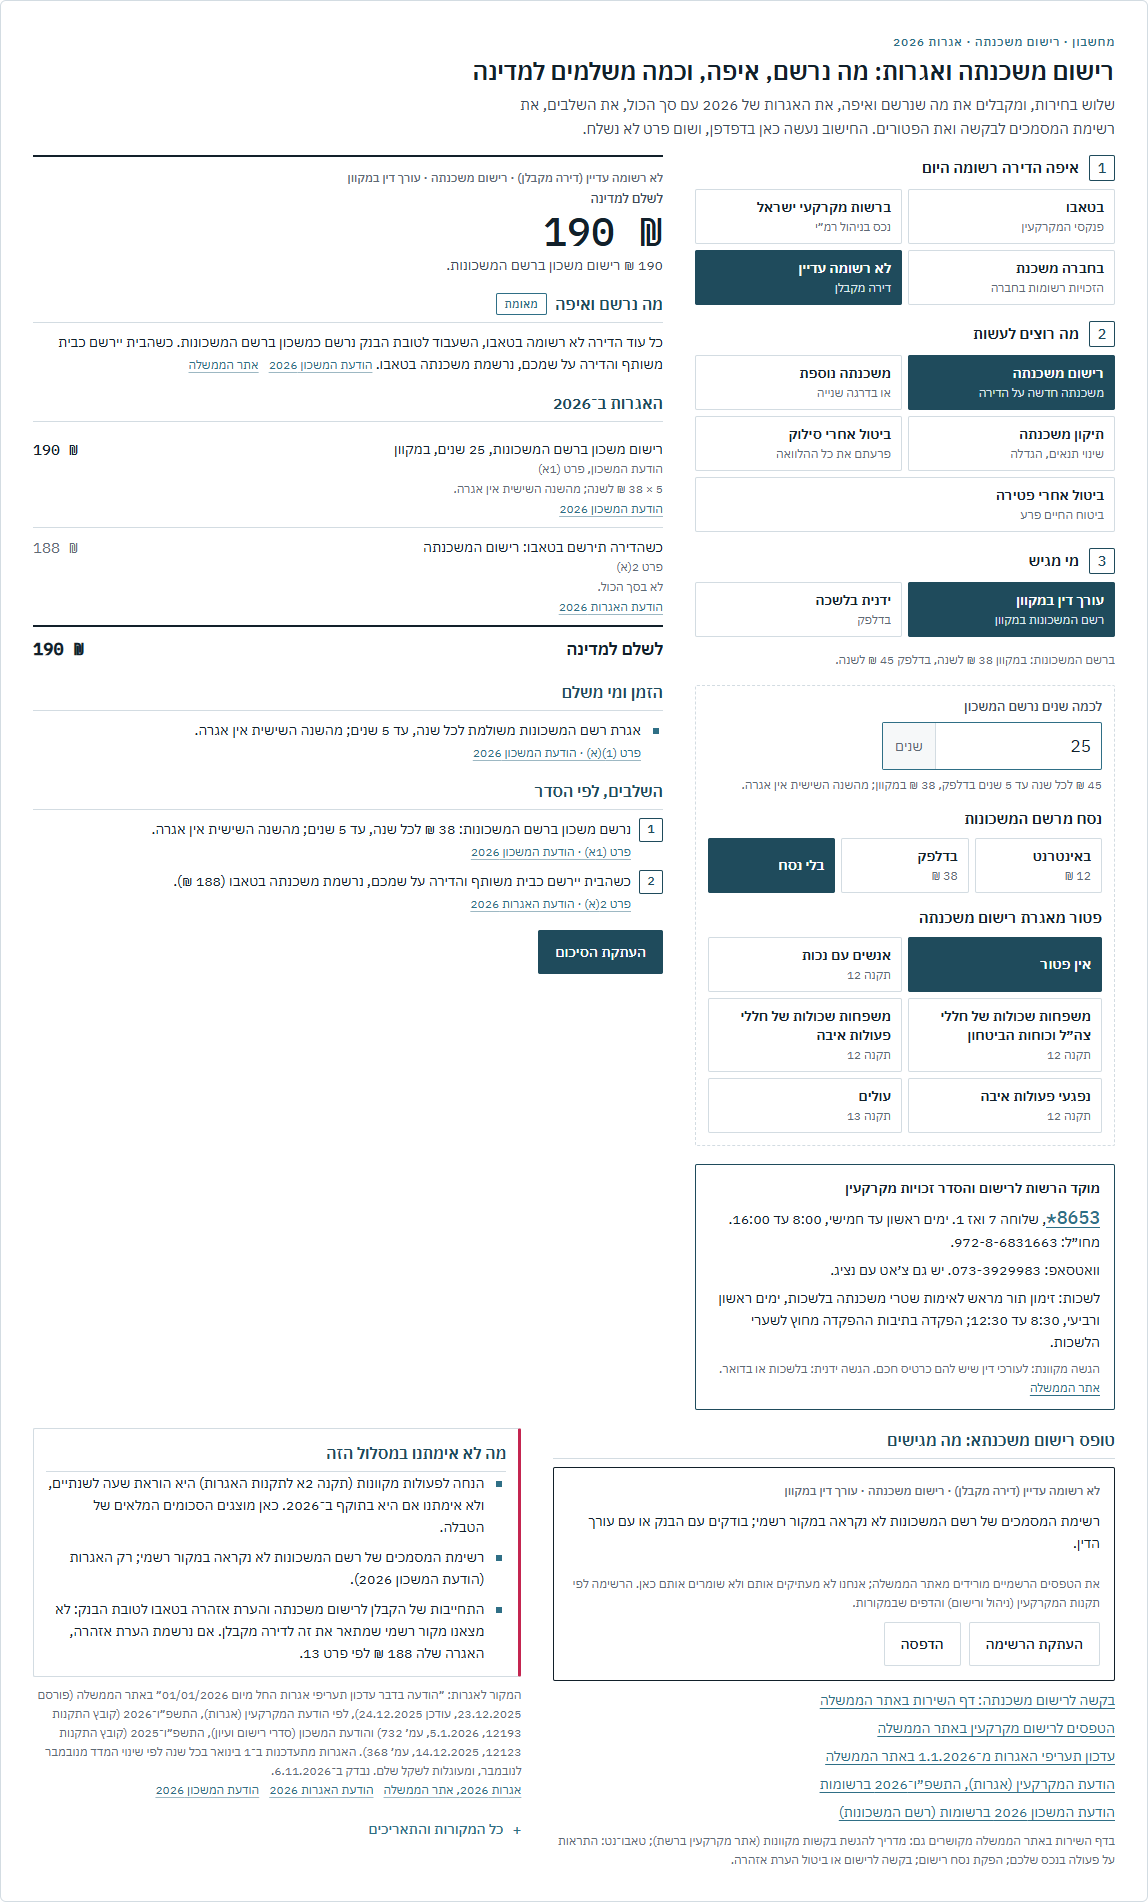 מחשבון · רישום משכנתה · אגרות 2026
רישום משכנתה ואגרות: מה נרשם, איפה, וכמה משלמים למדינה
שלוש בחירות, ומקבלים את מה שנרשם ואיפה, את האגרות של 2026 עם סך הכול, את השלבים, את
רשימת המסמכים לבקשה ואת הפטורים. החישוב נעשה כאן בדפדפן, ושום פרט לא נשלח.
1 איפה הדירה רשומה היום
בטאבו
פנקסי המקרקעין
ברשות מקרקעי ישראל
נכס בניהול רמ״י
בחברה משכנת
הזכויות רשומות בחברה
לא רשומה עדיין
דירה מקבלן
2 מה רוצים לעשות
רישום משכנתה
משכנתה חדשה על הדירה
משכנתה נוספת
או בדרגה שנייה
תיקון משכנתה
שינוי תנאים, הגדלה
ביטול אחרי סילוק
פרעתם את כל ההלוואה
ביטול אחרי פטירה
ביטוח החיים פרע
3 מי מגיש
עורך דין במקוון
רשם המשכונות במקוון
ידנית בלשכה
בדלפק
ברשם המשכונות: במקוון 38 ₪ לשנה, בדלפק 45 ₪ לשנה.
לכמה שנים נרשם המשכון
25 שנים
45 ₪ לכל שנה עד 5 שנים בדלפק, 38 ₪ במקוון; מהשנה השישית אין אגרה.
נסח מרשם המשכונות
באינטרנט
12 ₪
בדלפק
38 ₪
בלי נסח
פטור מאגרת רישום משכנתה
אין פטור
אנשים עם נכות
תקנה 12
משפחות שכולות של חללי
צה״ל וכוחות הביטחון
תקנה 12
משפחות שכולות של חללי
פעולות איבה
תקנה 12
נפגעי פעולות איבה
תקנה 12
עולים
תקנה 13
מוקד הרשות לרישום והסדר זכויות מקרקעין
8653*, שלוחה 7 ואז 1. ימים ראשון עד חמישי, 8:00 עד 16:00.
מחו״ל: 972-8-6831663.
וואטסאפ: 073-3929983. יש גם צ׳אט עם נציג.
לשכות: זימון תור מראש לאימות שטרי משכנתה בלשכות, ימים ראשון
ורביעי, 8:30 עד 12:30; הפקדה בתיבות ההפקדה מחוץ לשערי
הלשכות.
הגשה מקוונת: לעורכי דין שיש להם כרטיס חכם. הגשה ידנית: בלשכות או בדואר.
אתר הממשלה
לא רשומה עדיין (דירה מקבלן) · רישום משכנתה · עורך דין במקוון
לשלם למדינה
190 ₪
190 ₪ רישום משכון ברשם המשכונות.
מה נרשם ואיפה מאומת
כל עוד הדירה לא רשומה בטאבו, השעבוד לטובת הבנק נרשם כמשכון ברשם המשכונות. כשהבית יירשם כבית
משותף והדירה על שמכם, נרשמת משכנתה בטאבו. הודעת המשכון 2026 אתר הממשלה
האגרות ב־2026
רישום משכון ברשם המשכונות, 25 שנים, במקוון 190 ₪
הודעת המשכון, פרט 1(א)
5 × 38 ₪ לשנה; מהשנה השישית אין אגרה.
הודעת המשכון 2026
כשהדירה תירשם בטאבו: רישום המשכנתה 188 ₪
פרט 2(א)
לא בסך הכול.
הודעת האגרות 2026
לשלם למדינה 190 ₪
הזמן ומי משלם
אגרת רשם המשכונות משולמת לכל שנה, עד 5 שנים; מהשנה השישית אין אגרה.
פרט 1(א)(1) · הודעת המשכון 2026
השלבים, לפי הסדר
1 נרשם משכון ברשם המשכונות: 38 ₪ לכל שנה, עד 5 שנים; מהשנה השישית אין אגרה.
פרט 1(א) · הודעת המשכון 2026
2 כשהבית יירשם כבית משותף והדירה על שמכם, נרשמת משכנתה בטאבו (188 ₪).
פרט 2(א) · הודעת האגרות 2026
העתקת הסיכום
טופס רישום משכנתא: מה מגישים
לא רשומה עדיין (דירה מקבלן) · רישום משכנתה · עורך דין במקוון
רשימת המסמכים של רשם המשכונות לא נקראה במקור רשמי; בודקים עם הבנק או עם עורך
הדין.
את הטפסים הרשמיים מורידים מאתר הממשלה; אנחנו לא מעתיקים אותם ולא שומרים אותם כאן. הרשימה לפי
תקנות המקרקעין (ניהול ורישום) והדפים שבמקורות.
העתקת הרשימה
הדפסה
בקשה לרישום משכנתה: דף השירות באתר הממשלה
הטפסים לרישום מקרקעין באתר הממשלה
עדכון תעריפי האגרות מ־1.1.2026 באתר הממשלה
הודעת המקרקעין (אגרות), התשפ״ו־2026 ברשומות
הודעת המשכון 2026 ברשומות (רשם המשכונות)
בדף השירות באתר הממשלה מקושרים גם: מדריך להגשת בקשות מקוונות (אתר מקרקעין ברשת); טאבו־נט: התראות
על פעולה בנכס שלכם; הפקת נסח רישום; בקשה לרישום או ביטול הערת אזהרה.
מה לא אימתנו במסלול הזה
הנחה לפעולות מקוונות (תקנה 2א לתקנות האגרות) היא הוראת שעה לשנתיים,
ולא אימתנו אם היא בתוקף ב־2026. כאן מוצגים הסכומים המלאים של
הטבלה.
רשימת המסמכים של רשם המשכונות לא נקראה במקור רשמי; רק האגרות
(הודעת המשכון 2026).
התחייבות של הקבלן לרישום משכנתה והערת אזהרה בטאבו לטובת הבנק: לא
מצאנו מקור רשמי שמתאר את זה לדירה מקבלן. אם נרשמת הערת אזהרה,
האגרה שלה 188 ₪ לפי פרט 13.
המקור לאגרות: ״הודעה בדבר עדכון תעריפי אגרות החל מיום 01/01/2026״ באתר הממשלה (פורסם
23.12.2025, עודכן 24.12.2025), לפי הודעת המקרקעין (אגרות), התשפ״ו־2026 (קובץ התקנות
12193, 5.1.2026, עמ׳ 732) והודעת המשכון (סדרי רישום ועיון), התשפ״ו־2025 (קובץ התקנות
12123, 14.12.2025, עמ׳ 368). האגרות מתעדכנות ב־1 בינואר בכל שנה לפי שינוי המדד מנובמבר
לנובמבר, ומעוגלות לשקל שלם. נבדק ב־6.11.2026.
אגרות 2026, אתר הממשלה הודעת האגרות 2026 הודעת המשכון 2026
+ כל המקורות והתאריכים